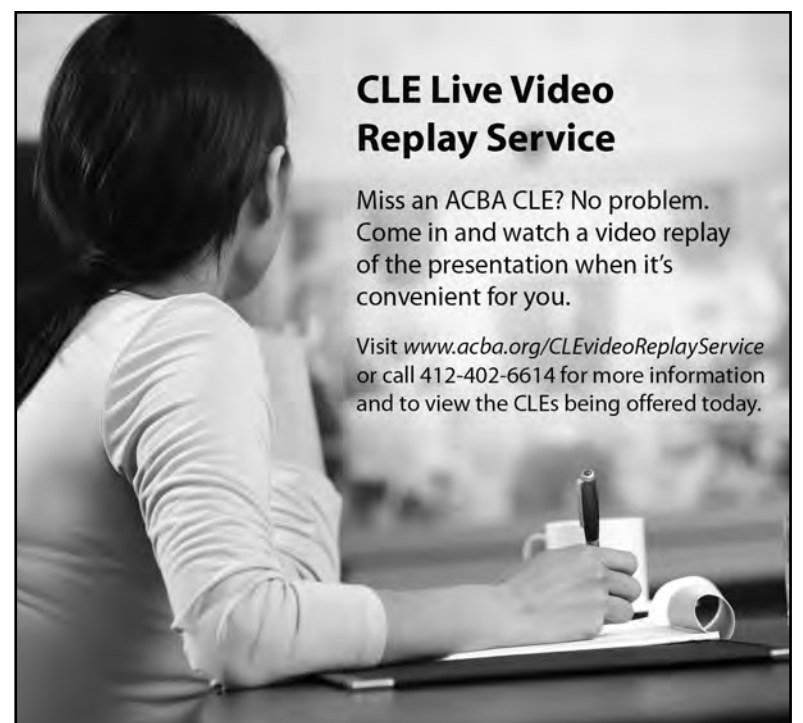 CLE Live Video
Replay Service
Miss an ACBA CLE? No problem.
Come in and watch a video replay
of the presentation when it's
convenient for you.
Visit www.acba.org/CLEvideoReplayService
or call 412-402-6614 for more information
and to view the CLEs being offered today.